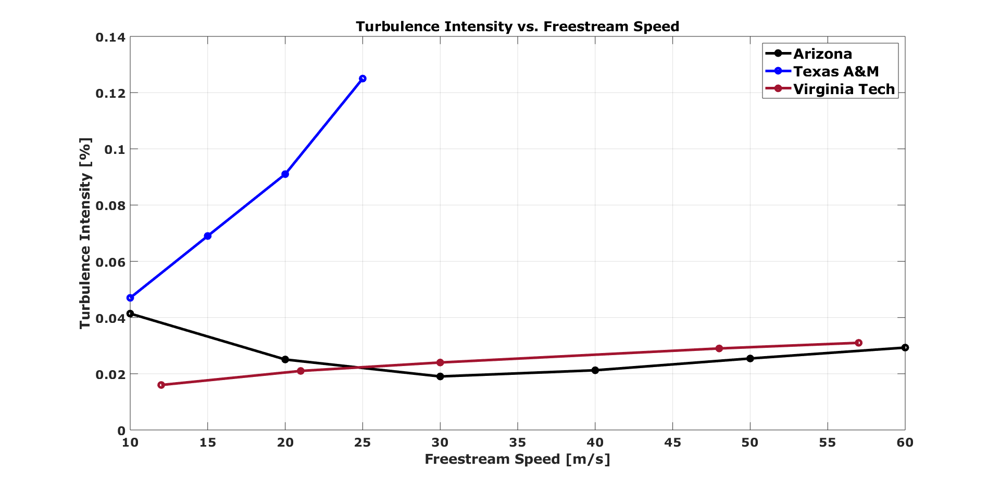 Turbulence Intensity vs. Freestream Speed
0.14
0.12
0.1
0.08
0.06
0.04
0.02
0
Turbulence Intensity [%]
Arizona
Texas A&M
Virginia Tech
10 15 20 25 30 35 40 45 50 55 60
Freestream Speed [m/s]